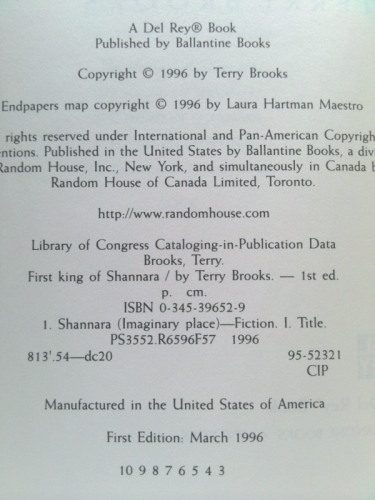 A Del Rey® Book
Published by Ballantine Books
Copyright © 1996 by Terry Brooks
Endpapers map copyright © 1996 by Laura Hartman Maestro
rights reserved under International and Pan-American Copyrigh
entions. Published in the United States by Ballantine Books, a div
Random House, Inc., New York, and simultaneously in Canada b
Random House of Canada Limited, Toronto.
http://www.randomhouse.com
Library of Congress Cataloging-in-Publication Data
Brooks, Terry.
First king of Shannara / by Terry Brooks. — 1st ed.
p. cm.
ISBN 0-345-39652-9
1. Shannara (Imaginary place)—Fiction. I. Title.
PS3552.R6596F57 1996
813'.54—dc20 95-52321
CIP
Manufactured in the United States of America
First Edition: March 1996
10 9 8 7 6 5 4 3